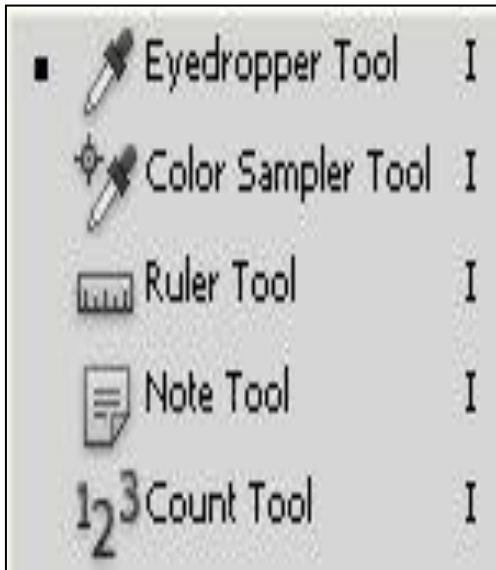 Eyedropper Tool I
Color Sampler Tool I
Ruler Tool I
Note Tool I
123 Count Tool I